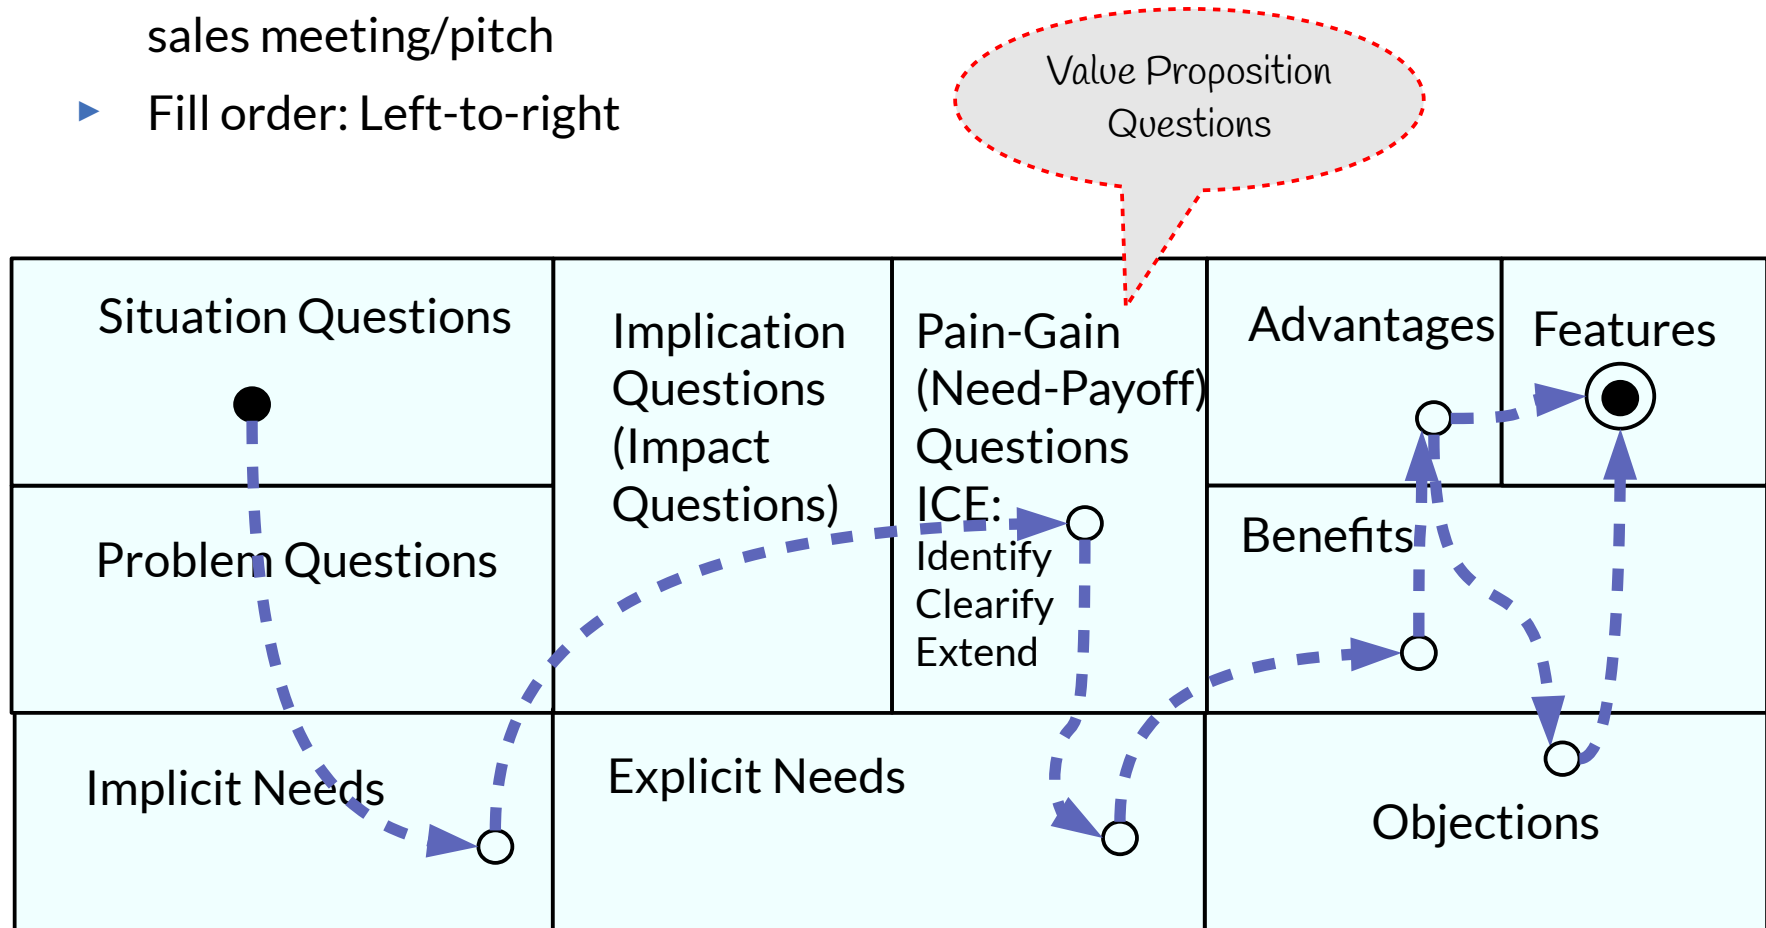 sales meeting/pitch
Fill order: Left-to-right
Value Proposition
Questions
Situation Questions
Problem Questions
Implicit Needs
Implication
Questions
(Impact
Questions)
Pain-Gain
(Need-Payoff)
Questions
ICE:
Identify
Clearify
Extend
Explicit Needs
Advantages
Features
Benefits
Objections